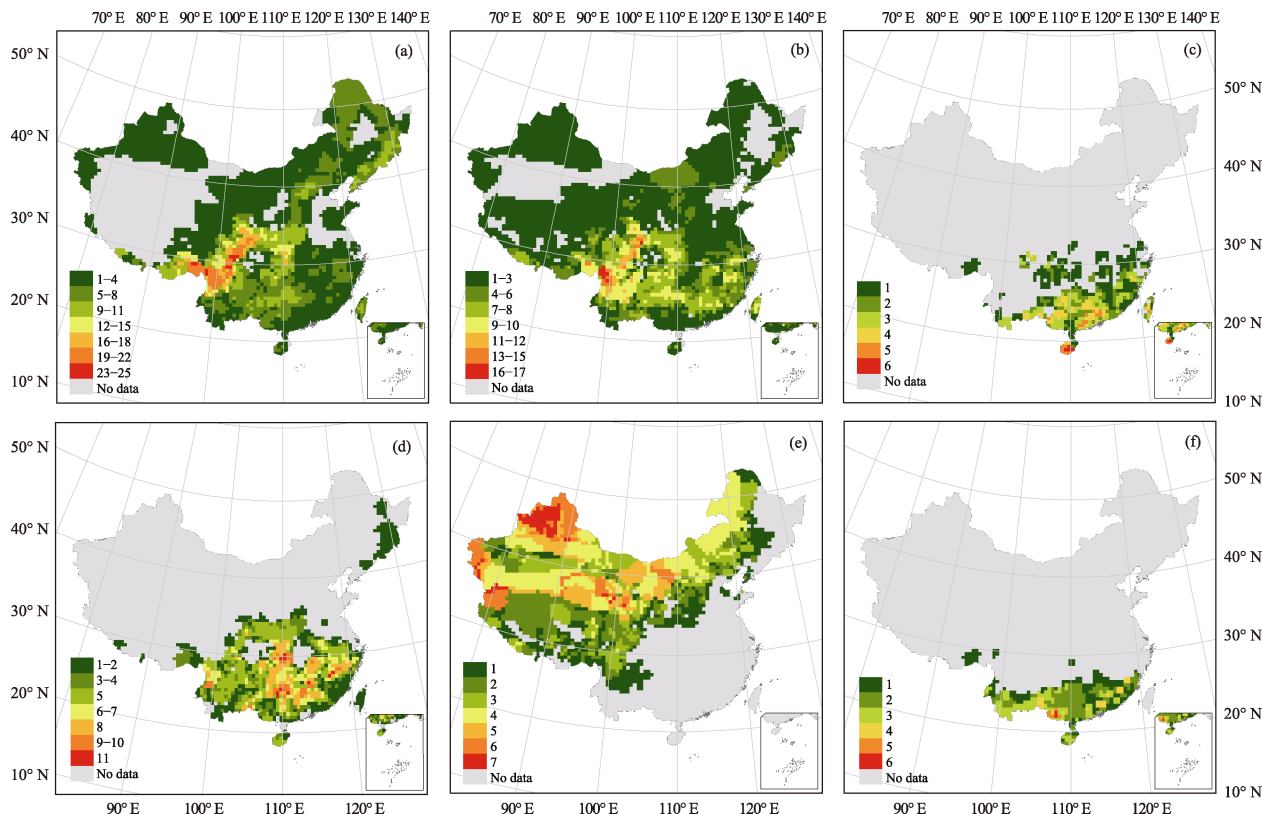 70° E 80° E 90° E 100° E 110° E 120° E 130° E 140° E 70° E 80° E 90° E 100° E 110° E 120° E 130° E 140° E 70° E 80° E 90° E 100° E 110° E 120° E 130° E 140° E
50° N
40° N
30° N
20° N
10° N
(a)
1−4
5−8
9−11
12−15
16−18
19−22
23−25
No data
(b)
1−3
4−6
7−8
9−10
11−12
13−15
16−17
No data
(c)
1
2
3
4
5
6
No data
50° N
40° N
30° N
20° N
10° N
50° N
40° N
30° N
20° N
10° N
(d)
1−2
3−4
5
6−7
8
9−10
11
No data
(e)
1
2
3
4
5
6
7
No data
(f)
1
2
3
4
5
6
No data
50° N
40° N
30° N
20° N
10° N
90° E 100° E 110° E 120° E 90° E 100° E 110° E 120° E 90° E 100° E 110° E 120° E